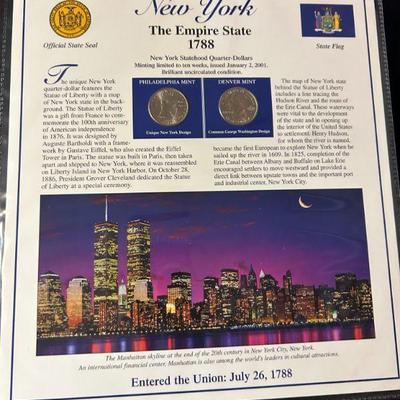 New York
The Empire State
1788
Official State Seal
State Flag
New York Statehood Quarter-Dollars
Minting limited to ten weeks, issued January 2, 2001.
Brilliant uncirculated condition.
PHILADELPHIA MINT
DENVER MINT
Unique New York Design
Common George Washington Design
The unique New York
quarter-dollar features the
Statue of Liberty with a map
of New York state in the back-
ground. The Statue of Liberty
was a gift from France to com-
memorate the 100th anniversary
of American independence
in 1876. It was designed by
Auguste Bartholdi with a frame-
work by Gustave Eiffel, who also created the Eiffel
Tower in Paris. The statue was built in Paris, then taken
apart and shipped to New York, where it was reassembled
on Liberty Island in New York Harbor. On October 28,
1886, President Grover Cleveland dedicated the Statue
of Liberty at a special ceremony.
The map of New York state
behind the Statue of Liberty
includes a line tracing the
Hudson River and the route of
the Erie Canal. These waterways
were vital to the development
of the state and in opening up
the interior of the United States
to settlement. Henry Hudson,
for whom the river is named,
became the first European to explore New York when he
sailed up the river in 1609. In 1825, completion of the
Erie Canal between Albany and Buffalo on Lake Erie
encouraged settlers to move westward and provided a
direct link between upstate towns and the important port
and industrial center, New York City.
The Manhattan skyline at the end of the 20th century in New York City, New York.
An international financial center, Manhattan is also among the world's leaders in cultural attractions.
Entered the Union: July 26, 1788